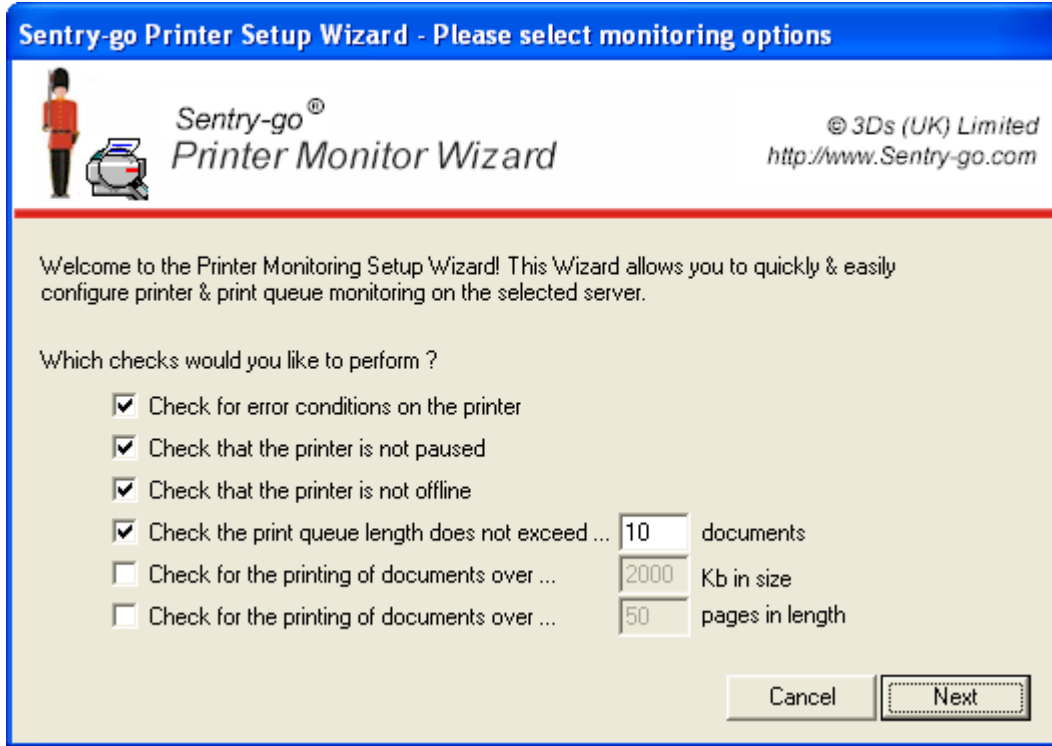 Sentry-go Printer Setup Wizard - Please select monitoring options
Sentry-go®
Printer Monitor Wizard
© 3Ds (UK) Limited
http://www.Sentry-go.com
Welcome to the Printer Monitoring Setup Wizard! This Wizard allows you to quickly & easily
configure printer & print queue monitoring on the selected server.
Which checks would you like to perform ?
Check for error conditions on the printer
Check that the printer is not paused
Check that the printer is not offline
Check the print queue length does not exceed ... 10 documents
Check for the printing of documents over ... 2000 Kb in size
Check for the printing of documents over ... 50 pages in length
Cancel Next